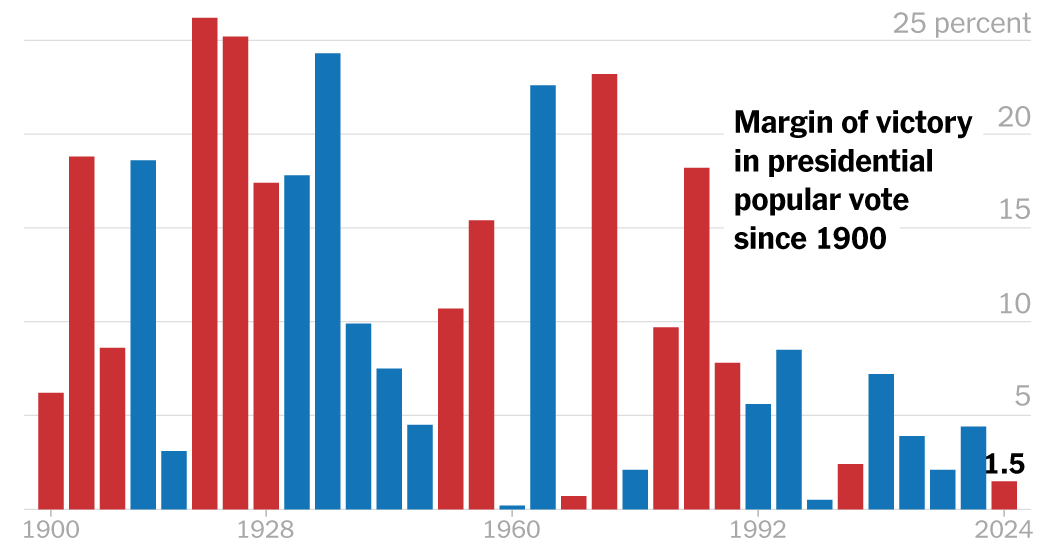 25 percent
Margin of victory
in presidential
popular vote
since 1900
20
15
10
5
1.5
1900 1928 1960 1992 2024